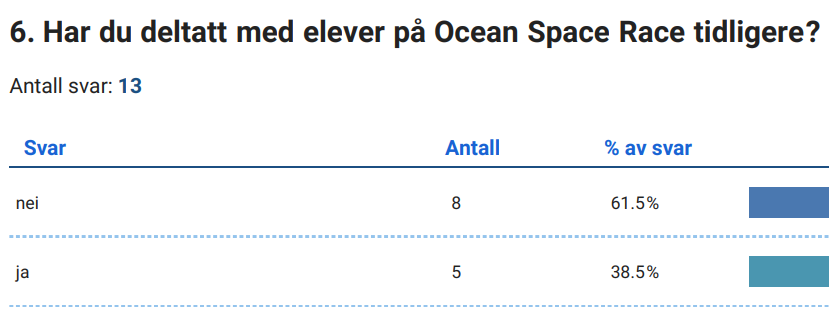 6. Har du deltatt med elever på Ocean Space Race tidligere?
Antall svar: 13
Svar Antall % av svar
nei 8 61.5%
ja 5 38.5%